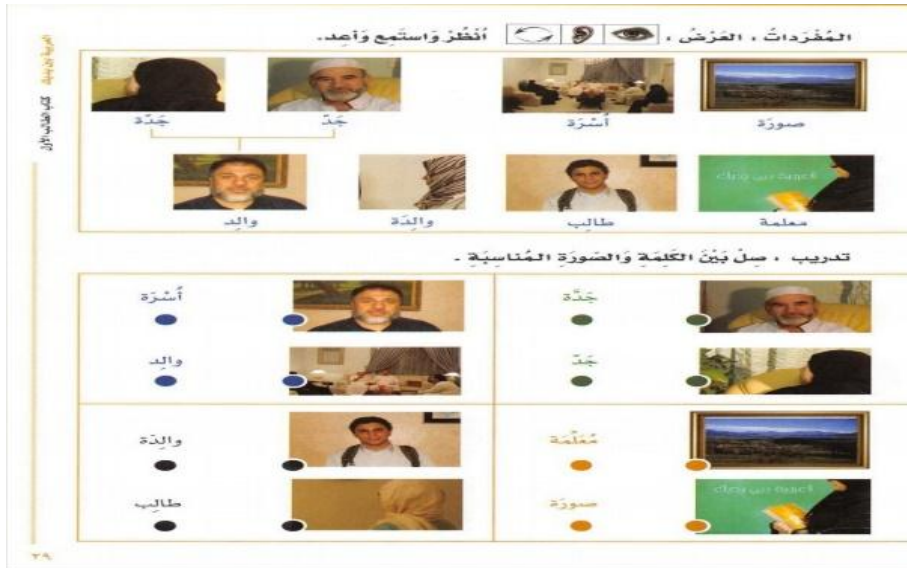 المُفْرَداتُ ، العَرْضُ ، أُنْظُرْ وَاسْتَمِعْ وَأَعِدْ.
صورَة
أُسْرَة
جَدّ
جَدَّة
معلمة
طالِب
والِدَة
والِد
تدريب ، صِلْ بَيْنَ الكَلِمَةِ وَالصّورَةِ المُناسِبَةِ .
جَدَّة
أُسْرَة
جَدّ
والِد
مُعَلِّمَة
والِدَة
صورَة
طالِب
العربية بين يديك كتاب الطالب الأول
٢٩